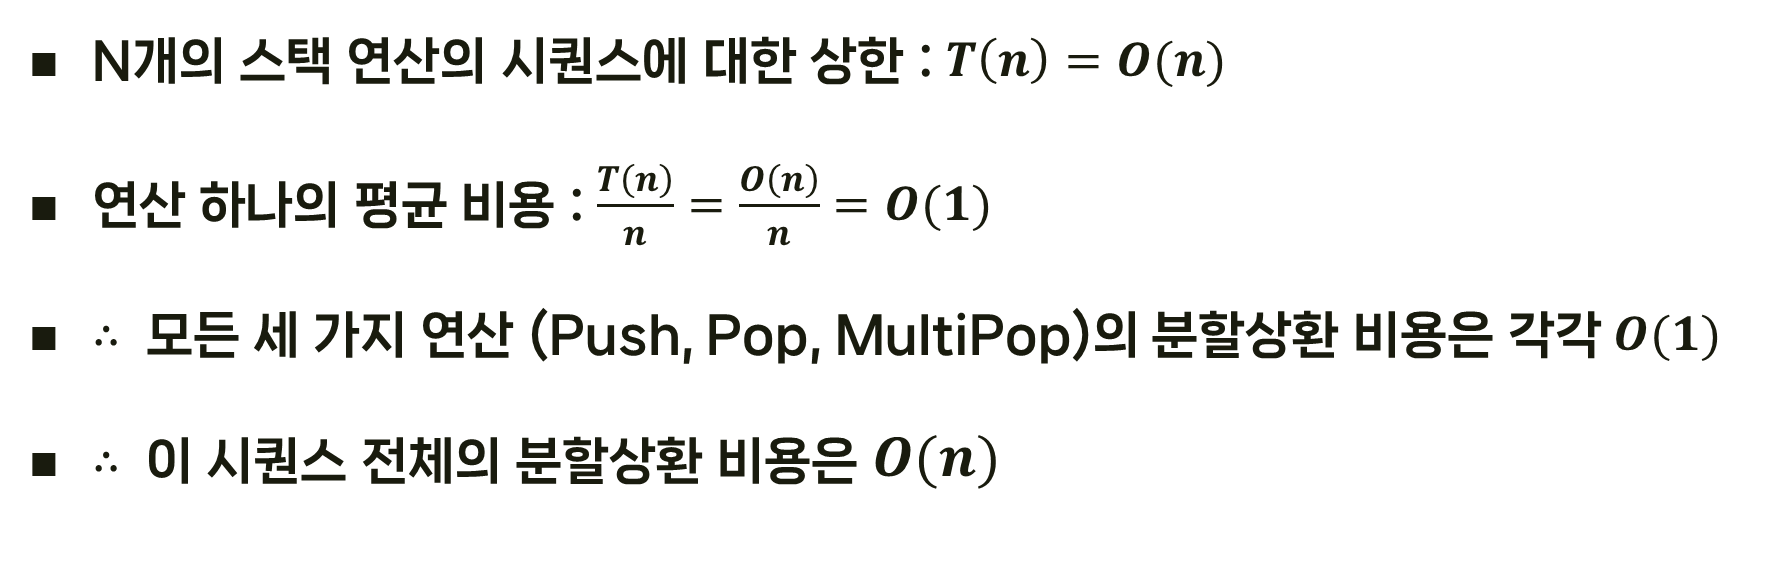 ■ N개의 스택 연산의 시퀀스에 대한 상한 : T(n) = O(n)
■ 연산 하나의 평균 비용 : T(n)/n = O(n)/n = O(1)
■ ∴ 모든 세 가지 연산 (Push, Pop, MultiPop)의 분할상환 비용은 각각 O(1)
■ ∴ 이 시퀀스 전체의 분할상환 비용은 O(n)